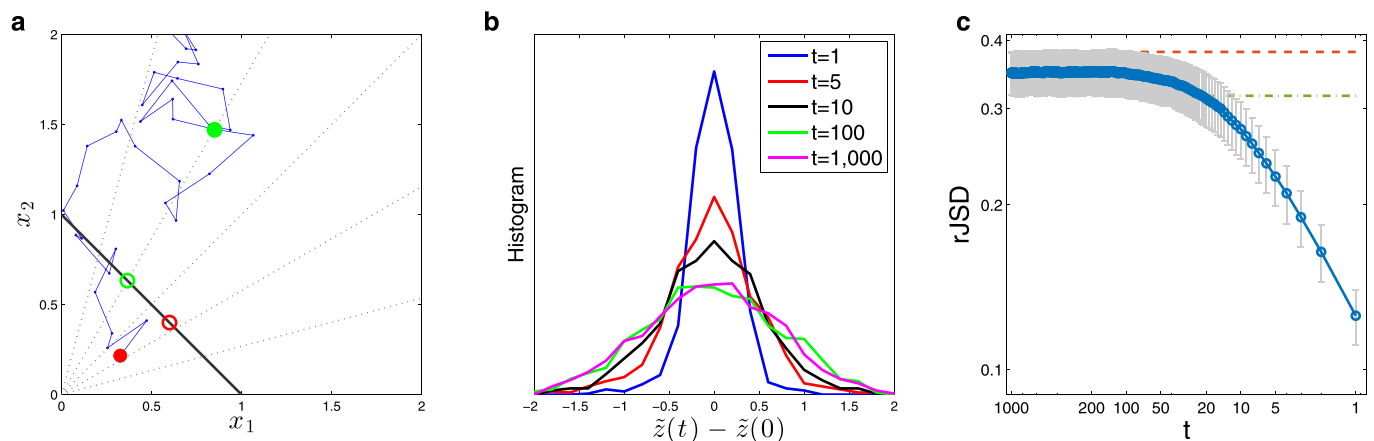 a
2
1.5
1
0.5
0
0 0.5 1 1.5 2
x2
x1
b
Histogram
t=1
t=5
t=10
t=100
t=1,000
−2 −1.5 −1 −0.5 0 0.5 1 1.5 2
z̃(t) − z̃(0)
c
0.4
0.3
0.2
0.1
rJSD
1000 200 100 50 20 10 5 1
t